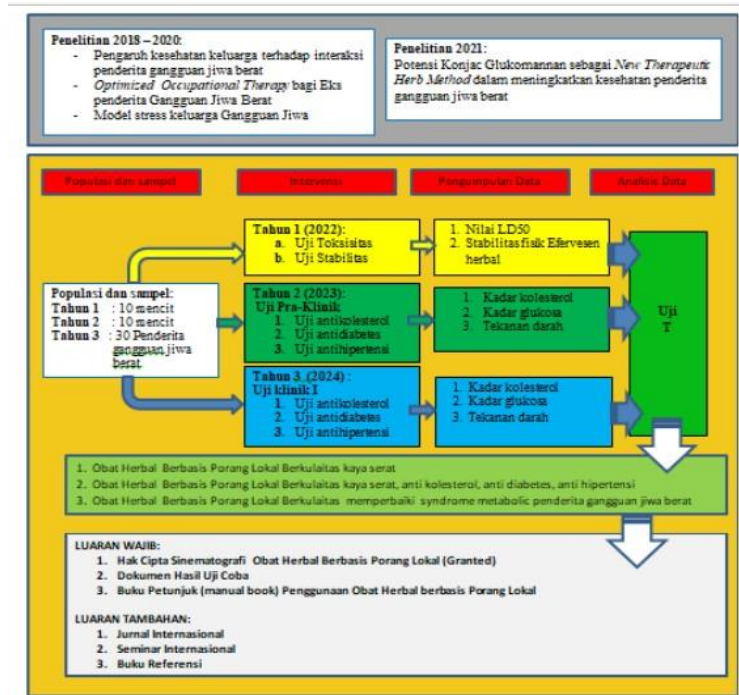 Penelitian 2018 – 2020:
- Pengaruh kesehatan keluarga terhadap interaksi
penderita gangguan jiwa berat
- Optimized Occupational Therapy bagi Eks
penderita Gangguan Jiwa Berat
- Model stress keluarga Gangguan Jiwa
Penelitian 2021:
Potensi Konjac Glukomannan sebagai New Therapeutic
Herb Method dalam meningkatkan kesehatan penderita
gangguan jiwa berat
Populasi dan sampel
Intervensi
Pengumpulan Data
Analisis Data
Populasi dan sampel:
Tahun 1 : 10 mencit
Tahun 2 : 10 mencit
Tahun 3 : 30 Penderita
gangguan jiwa
berat
Tahun 1 (2022):
a. Uji Toksisitas
b. Uji Stabilitas
1. Nilai LD50
2. Stabilitas fisik Efervesen
herbal
Tahun 2 (2023):
Uji Pra-Klinik
1. Uji antikolesterol
2. Uji antidiabetes
3. Uji antihipertensi
1. Kadar kolesterol
2. Kadar glukosa
3. Tekanan darah
Tahun 3 (2024) :
Uji klinik I
1. Uji antikolesterol
2. Uji antidiabetes
3. Uji antihipertensi
1. Kadar kolesterol
2. Kadar glukosa
3. Tekanan darah
Uji
T
1. Obat Herbal Berbasis Porang Lokal Berkulaitas kaya serat
2. Obat Herbal Berbasis Porang Lokal Berkulaitas kaya serat, anti kolesterol, anti diabetes, anti hipertensi
3. Obat Herbal Berbasis Porang Lokal Berkulaitas memperbaiki syndrome metabolic penderita gangguan jiwa berat
LUARAN WAJIB:
1. Hak Cipta Sinematografi Obat Herbal Berbasis Porang Lokal (Granted)
2. Dokumen Hasil Uji Coba
3. Buku Petunjuk (manual book) Penggunaan Obat Herbal berbasis Porang Lokal
LUARAN TAMBAHAN:
1. Jurnal Internasional
2. Seminar Internasional
3. Buku Referensi